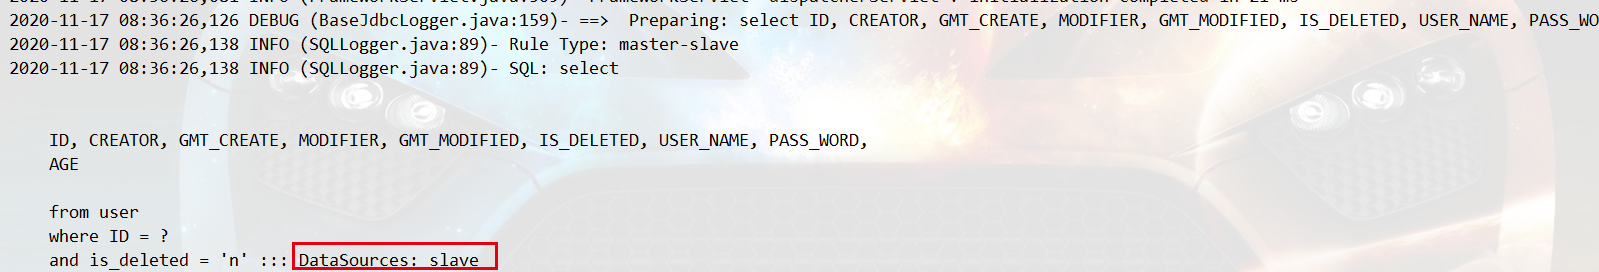 2020-11-17 08:36:26,126 DEBUG (BaseJdbcLogger.java:159)- ==>  Preparing: select ID, CREATOR, GMT_CREATE, MODIFIER, GMT_MODIFIED, IS_DELETED, USER_NAME, PASS_WO
2020-11-17 08:36:26,138 INFO (SQLLogger.java:89)- Rule Type: master-slave
2020-11-17 08:36:26,138 INFO (SQLLogger.java:89)- SQL: select
ID, CREATOR, GMT_CREATE, MODIFIER, GMT_MODIFIED, IS_DELETED, USER_NAME, PASS_WORD,
AGE
from user
where ID = ?
and is_deleted = 'n' ::: DataSources: slave